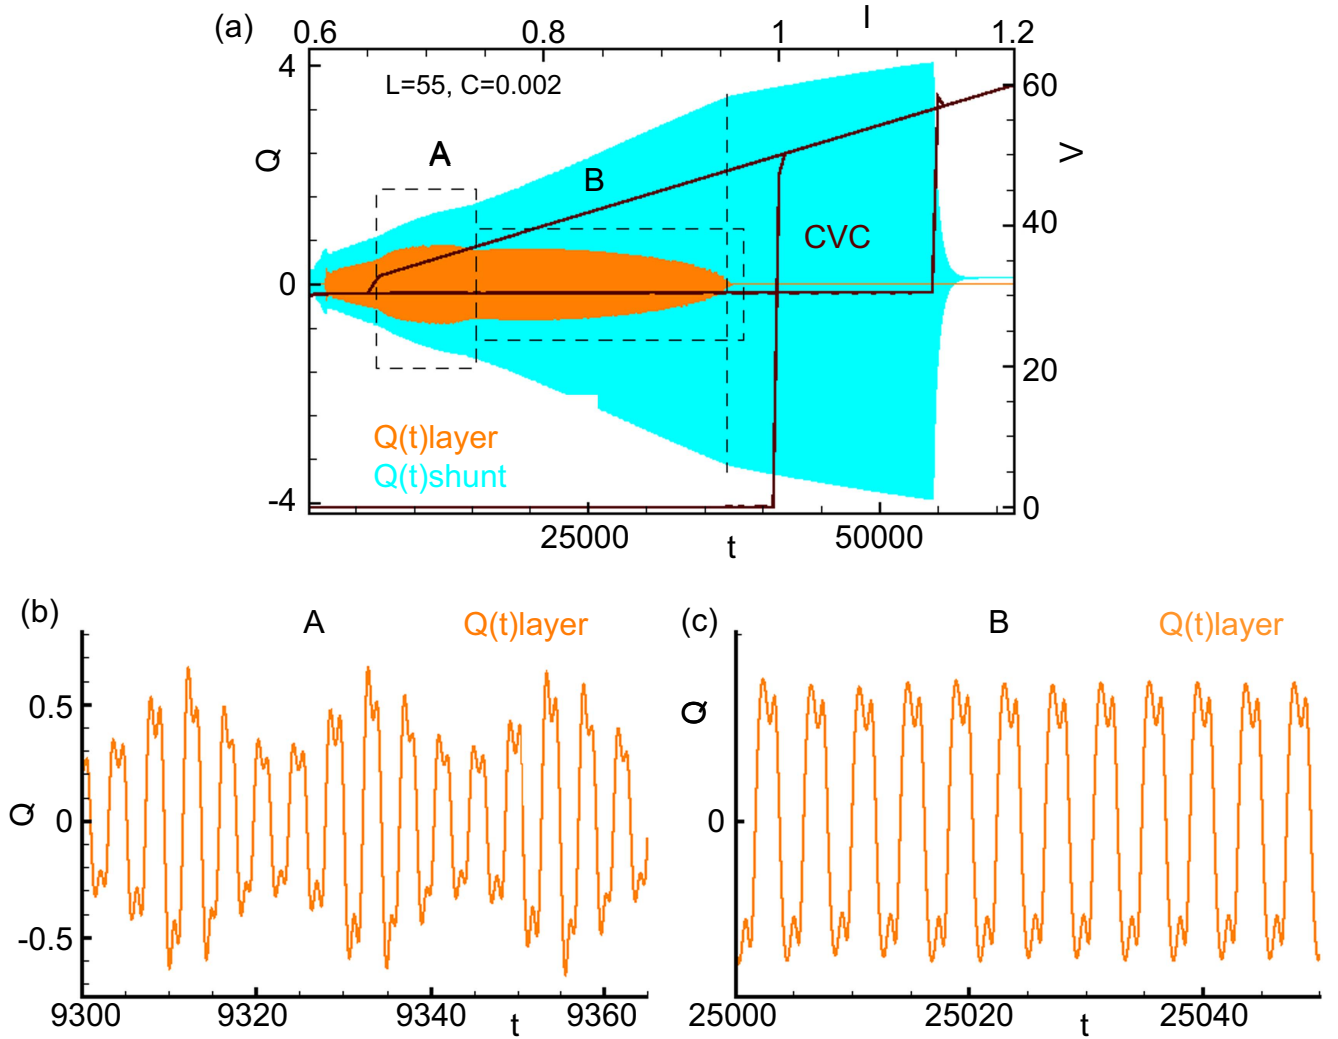 (a)
0.6 0.8 1 I 1.2
L=55, C=0.002
4
0
-4
Q
A
B
CVC
60
40
20
0
V
Q(t)layer
Q(t)shunt
25000 t 50000
(b)
A
Q(t)layer
0.5
0
-0.5
Q
9300 9320 9340 t 9360
(c)
B
Q(t)layer
Q
0
25000 25020 t 25040